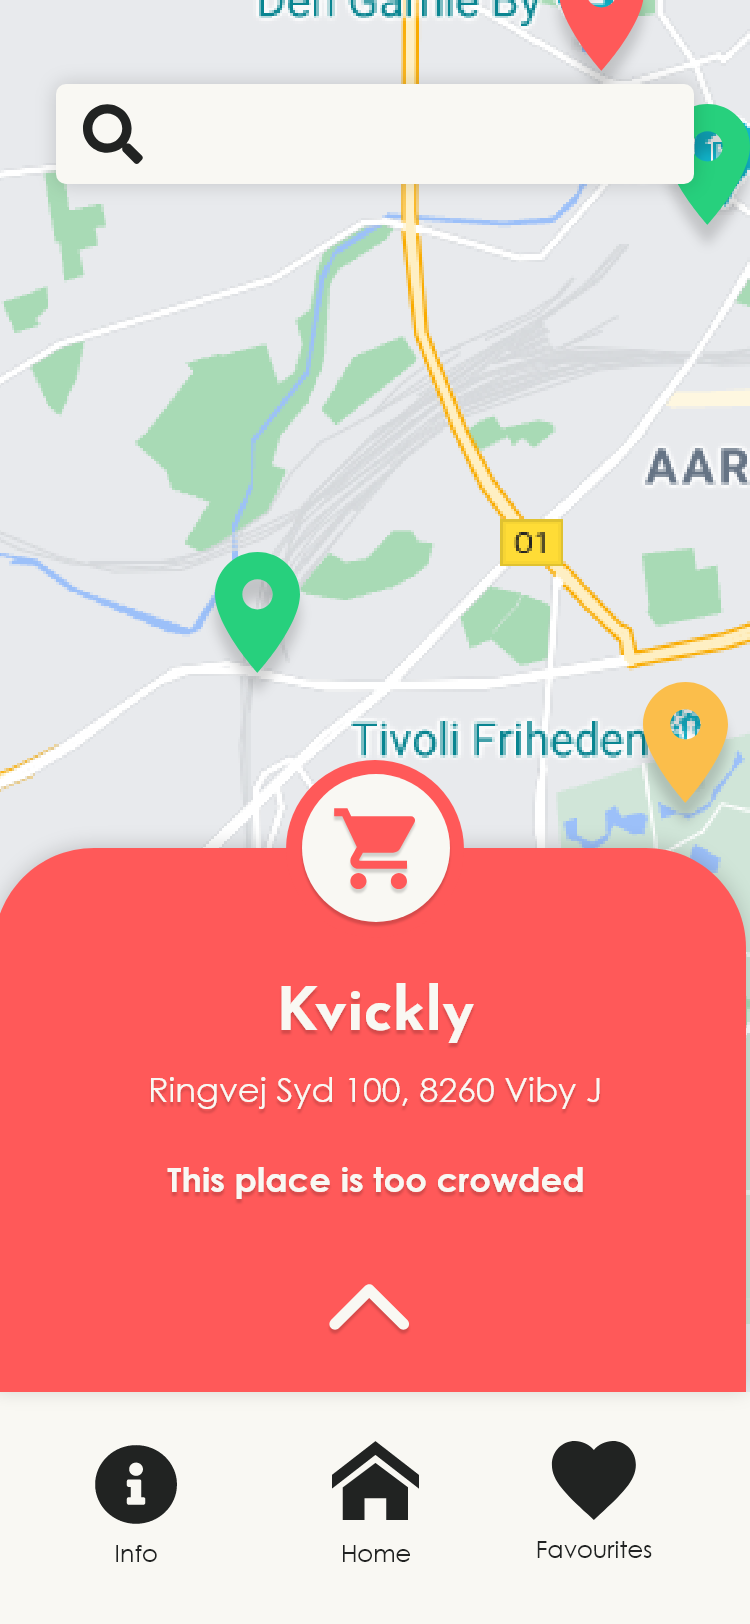 Den Gamle By
AAR
01
Tivoli Friheden
Kvickly
Ringvej Syd 100, 8260 Viby J
This place is too crowded
Info
Home
Favourites